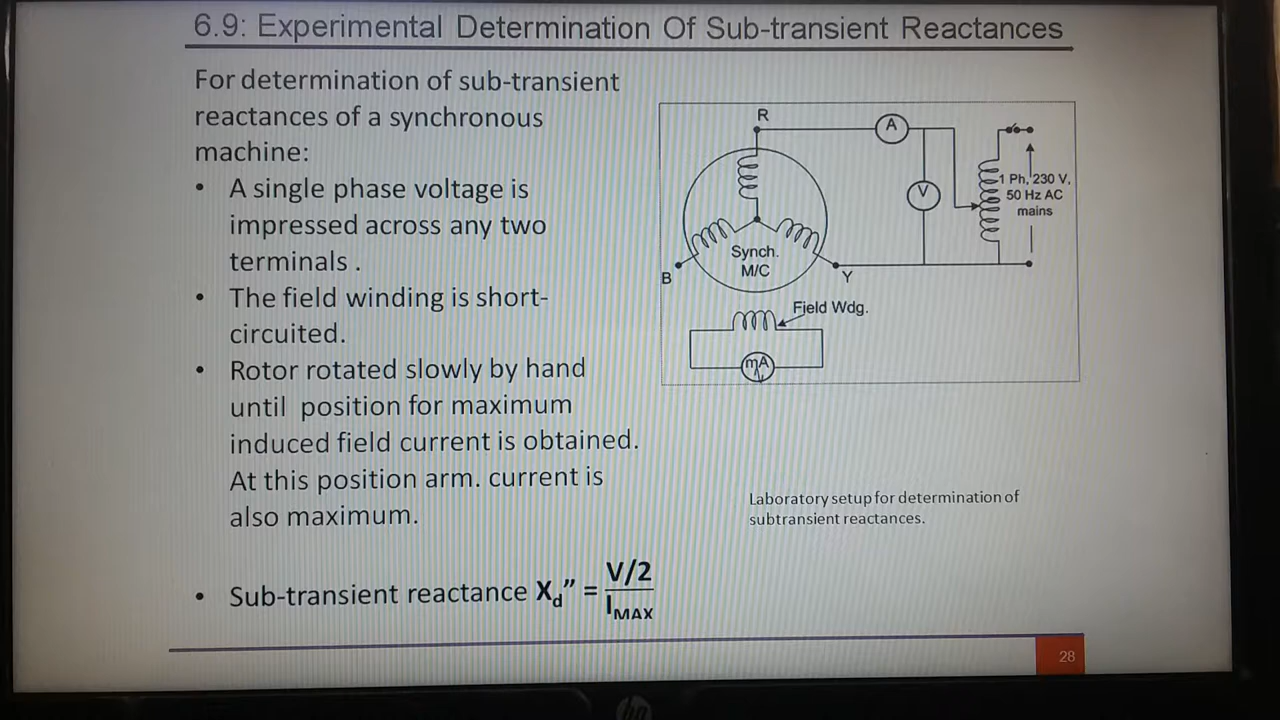 6.9: Experimental Determination Of Sub-transient Reactances
For determination of sub-transient
reactances of a synchronous
machine:
• A single phase voltage is
impressed across any two
terminals .
• The field winding is short-
circuited.
• Rotor rotated slowly by hand
until position for maximum
induced field current is obtained.
At this position arm. current is
also maximum.
• Sub-transient reactance Xd” = V/2
IMAX
R
A
V
1 Ph, 230 V,
50 Hz AC
mains
Synch.
M/C
B
Y
Field Wdg.
mA
Laboratory setup for determination of
subtransient reactances.
28
hp